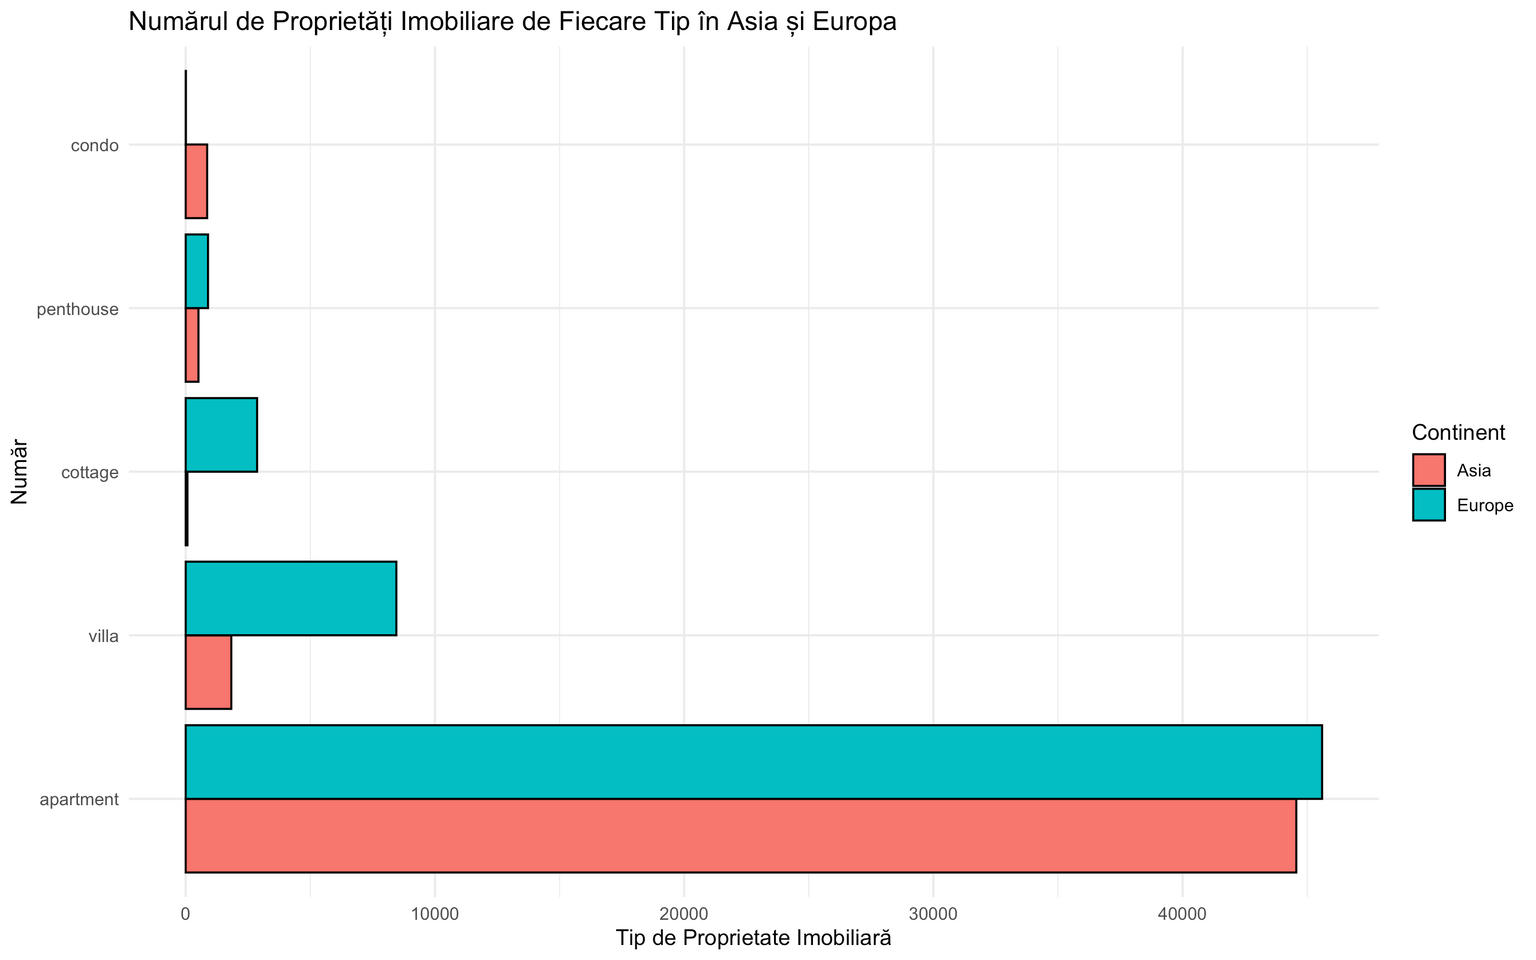 Numărul de Proprietăți Imobiliare de Fiecare Tip în Asia și Europa
Număr
condo
penthouse
cottage
villa
apartment
0
10000
20000
30000
40000
Tip de Proprietate Imobiliară
Continent
Asia
Europe